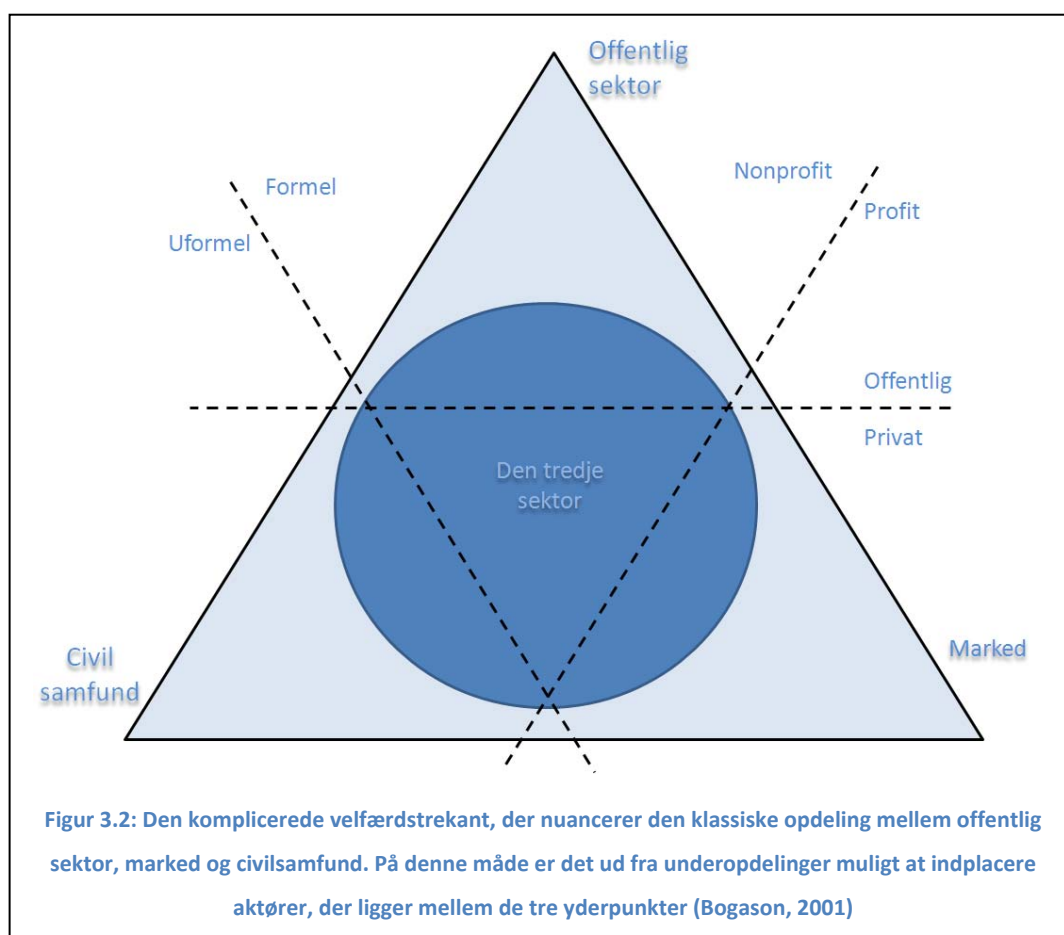 Offentlig
sektor
Nonprofit
Formel
Profit
Uformel
Offentlig
Privat
Den tredje
sektor
Civil
samfund
Marked
Figur 3.2: Den komplicerede velfærdstrekant, der nuancerer den klassiske opdeling mellem offentlig
sektor, marked og civilsamfund. På denne måde er det ud fra underopdelinger muligt at indplacere
aktører, der ligger mellem de tre yderpunkter (Bogason, 2001)